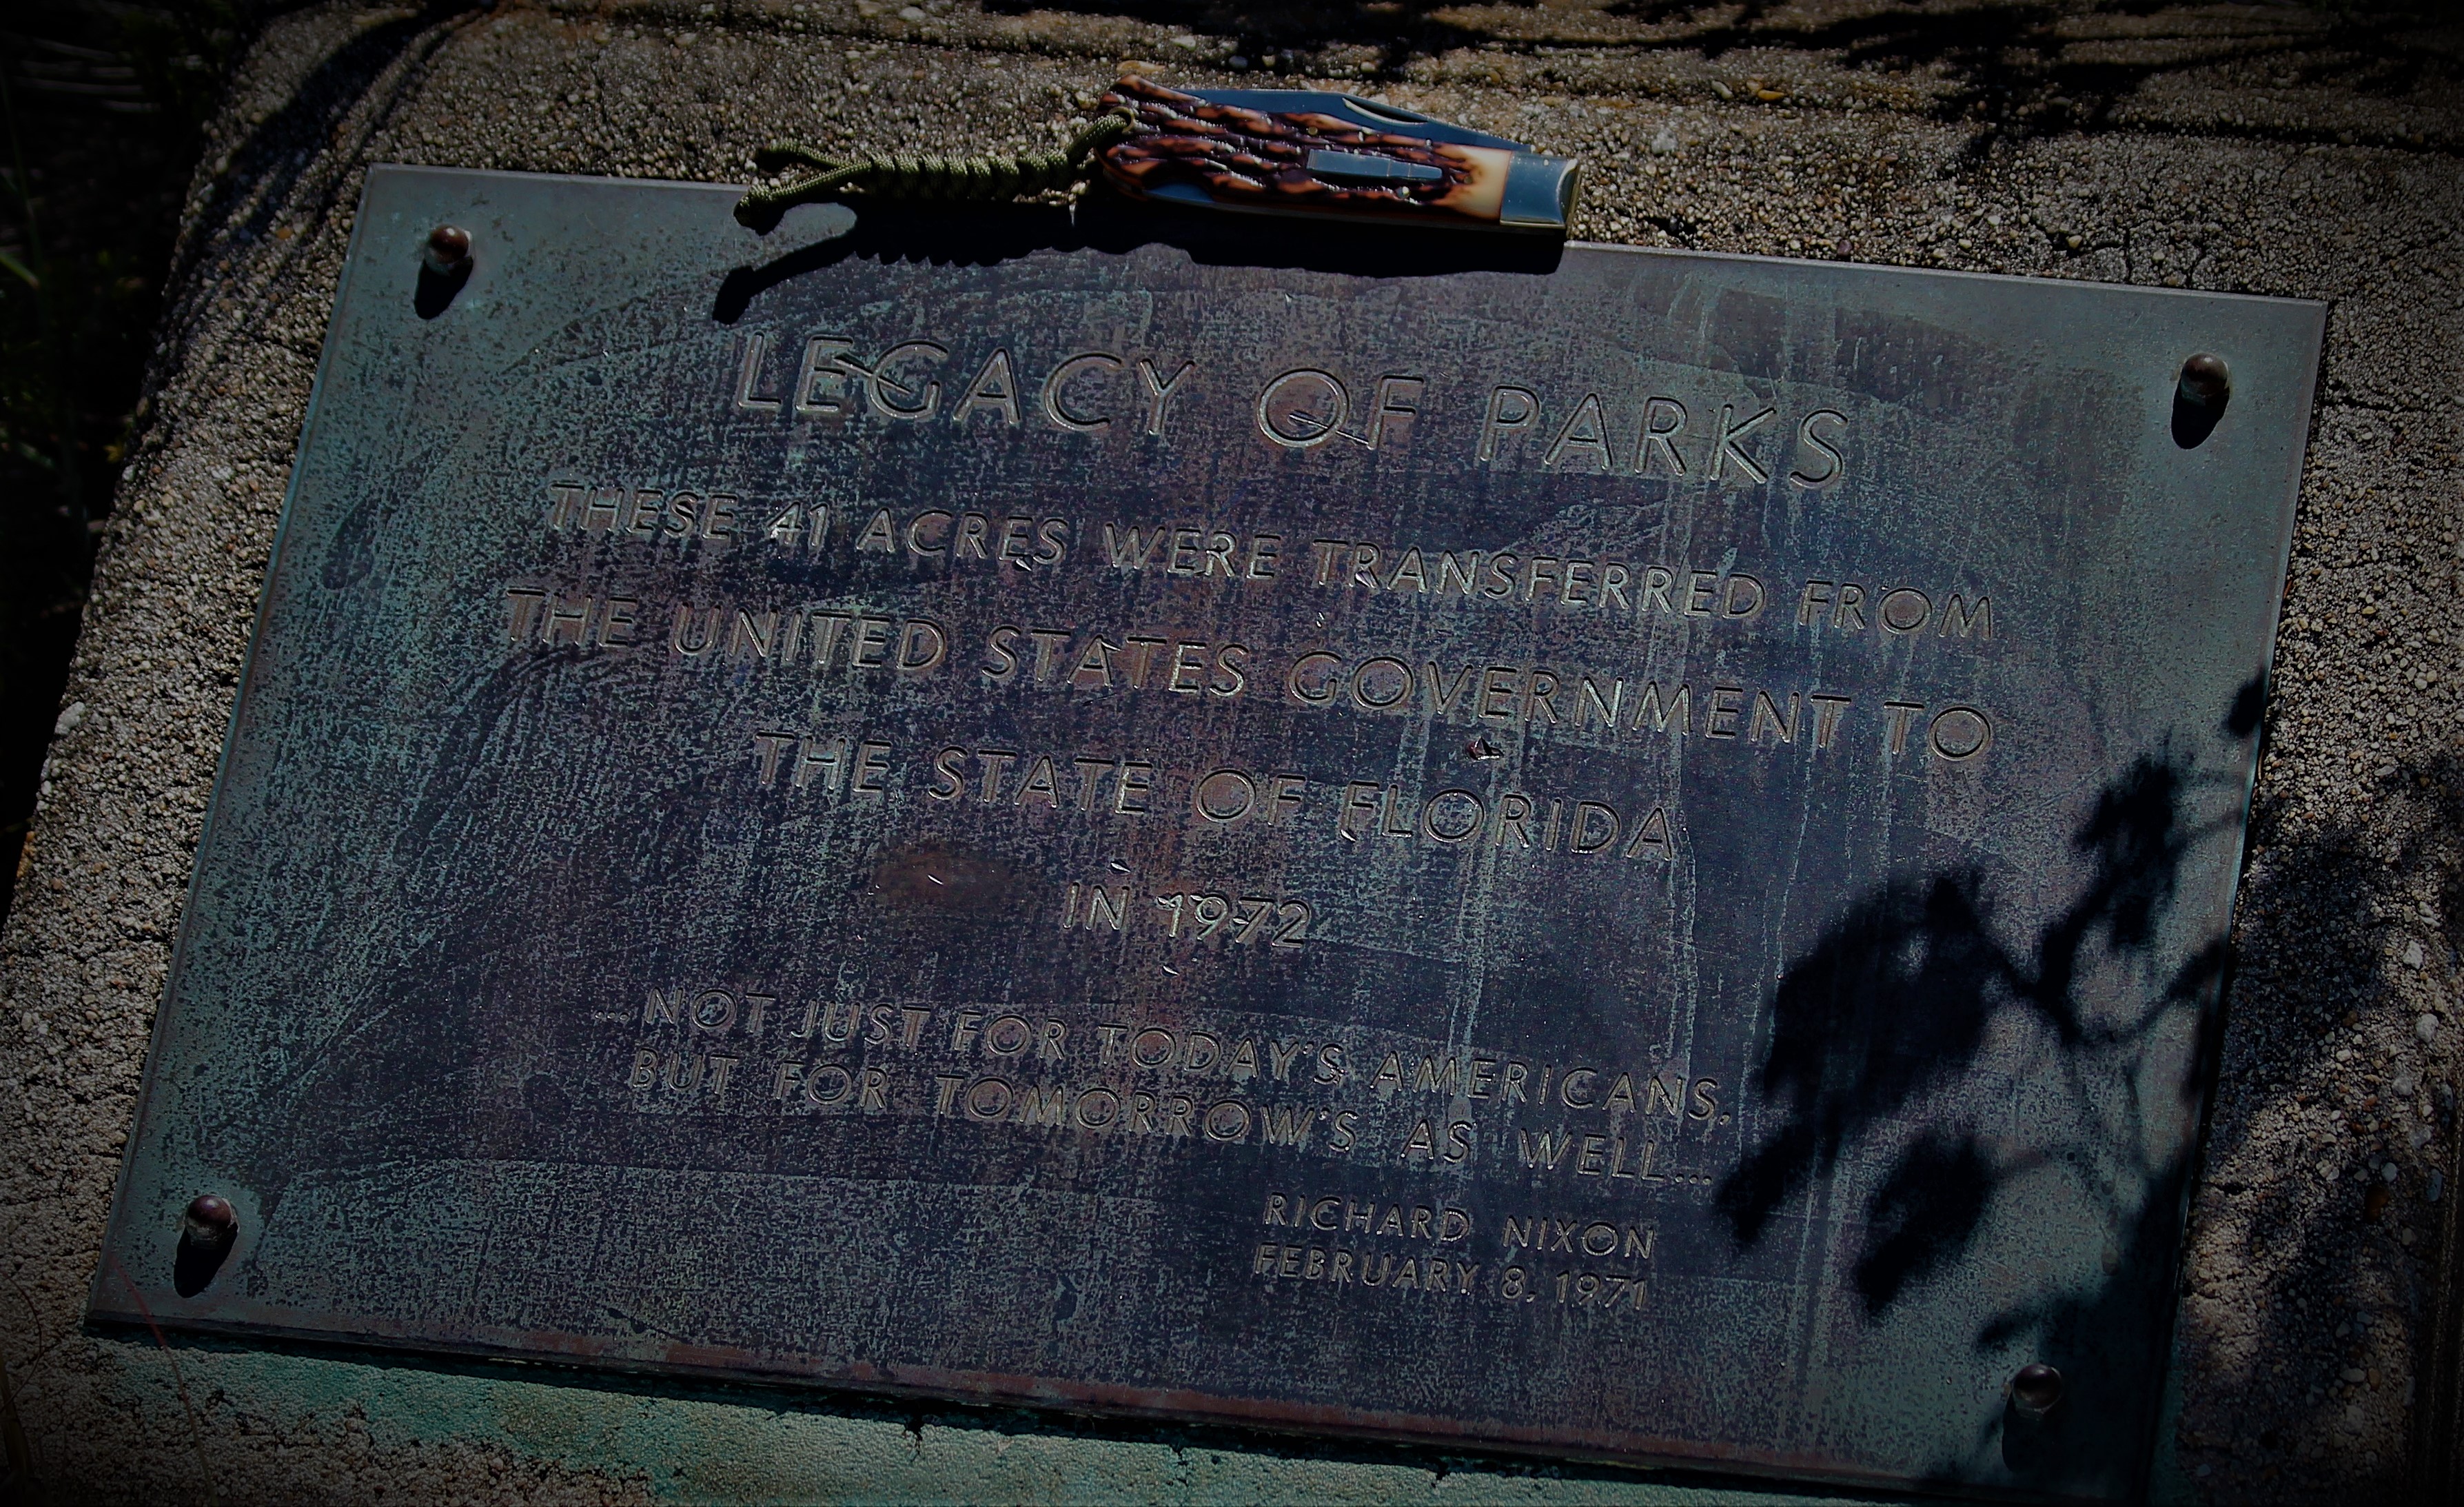 LEGACY OF PARKS
THESE 41 ACRES WERE TRANSFERRED FROM
THE UNITED STATES GOVERNMENT TO
THE STATE OF FLORIDA
IN 1972
...NOT JUST FOR TODAY'S AMERICANS,
BUT FOR TOMORROW'S AS WELL...
RICHARD NIXON
FEBRUARY 8, 1971